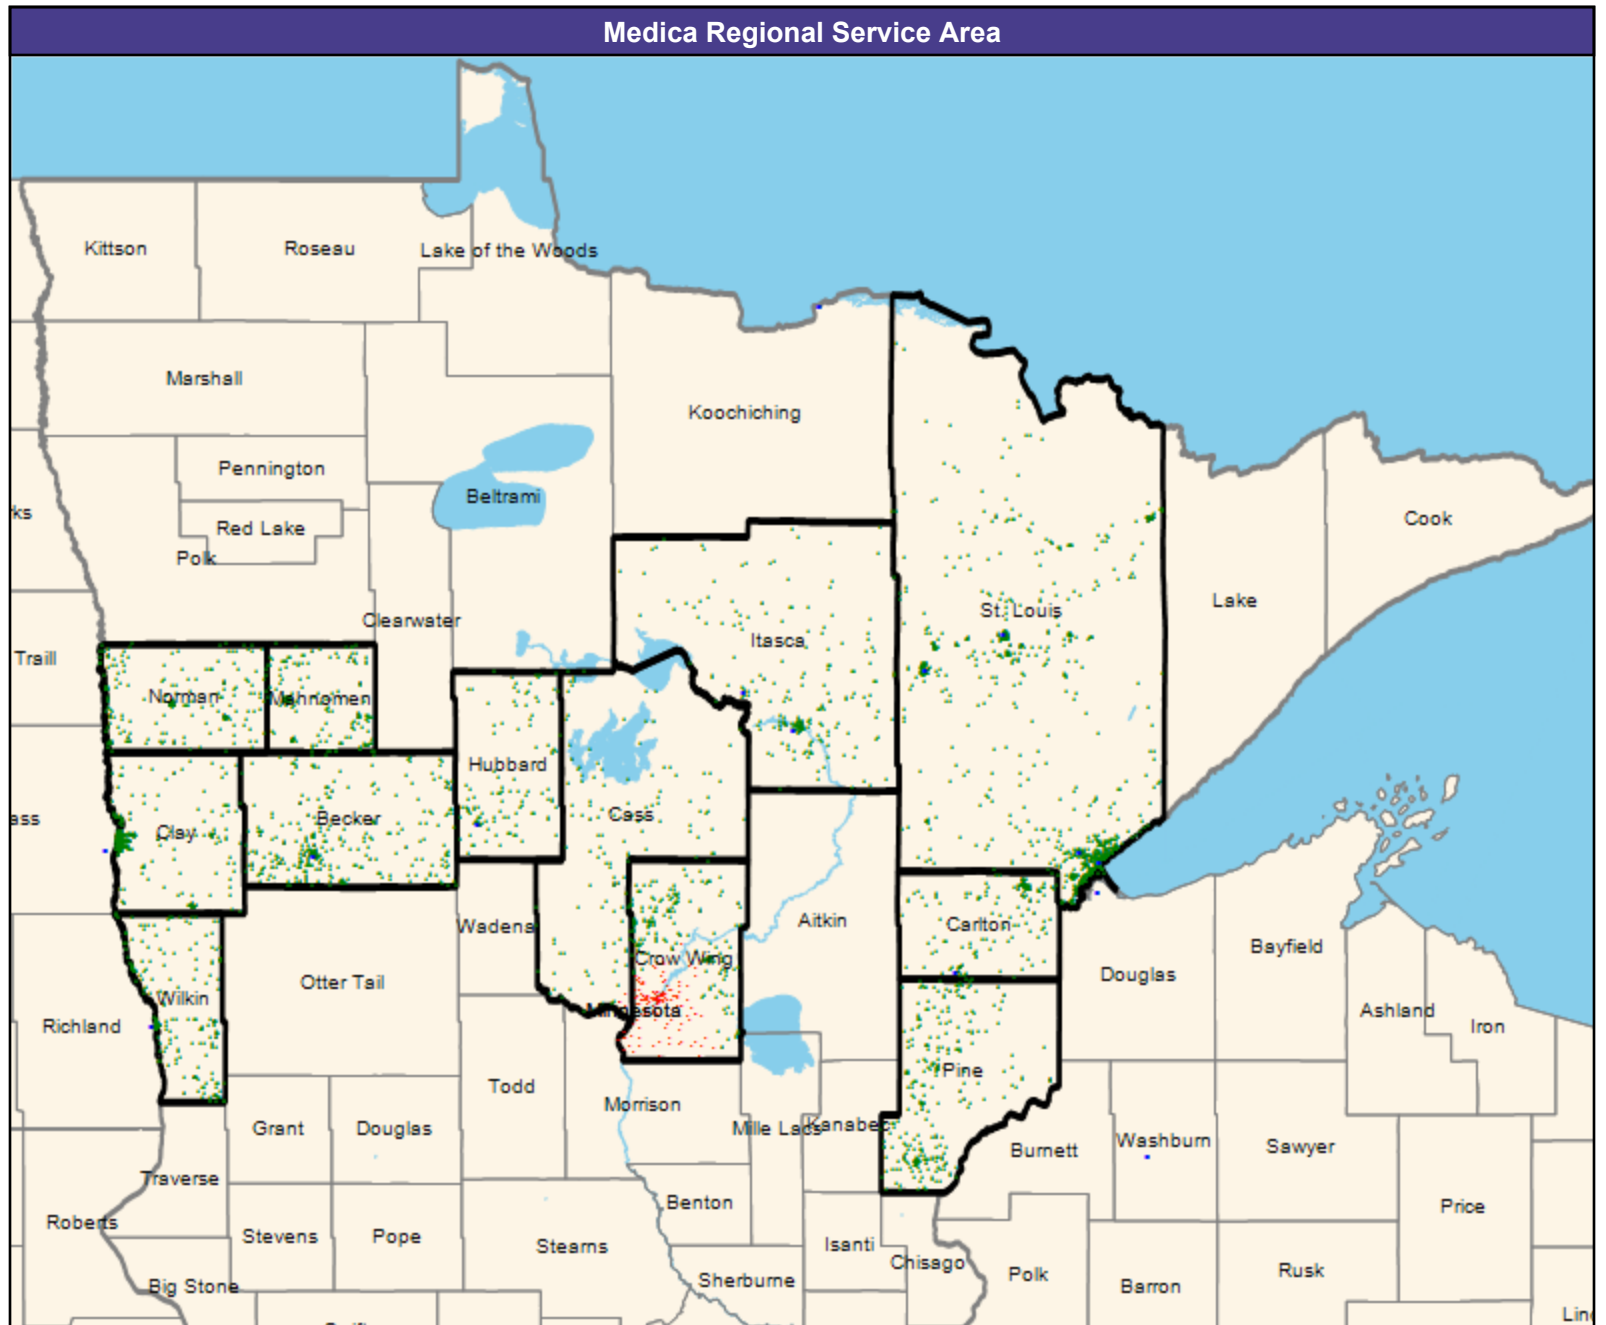 Medica Regional Service Area
Kittson
Roseau
Lake of the Woods
Marshall
Koochiching
Pennington
Beltrami
ks
Red Lake
Cook
Polk
Clearwater
St. Louis
Lake
Itasca
Traill
Norman
Mahnomen
Hubbard
Cass
ass
Clay
Becker
Wadena
Aitkin
Carlton
Bayfield
Crow Wing
Douglas
Otter Tail
Wilkin
Minnesota
Richland
Ashland
Iron
Pine
Todd
Morrison
Grant
Douglas
Mille Lacs
Kanabec
Washburn
Burnett
Sawyer
Traverse
Benton
Price
Roberts
Stevens
Pope
Stearns
Isanti
Chisago
Polk
Rusk
Big Stone
Sherburne
Barron
Lin